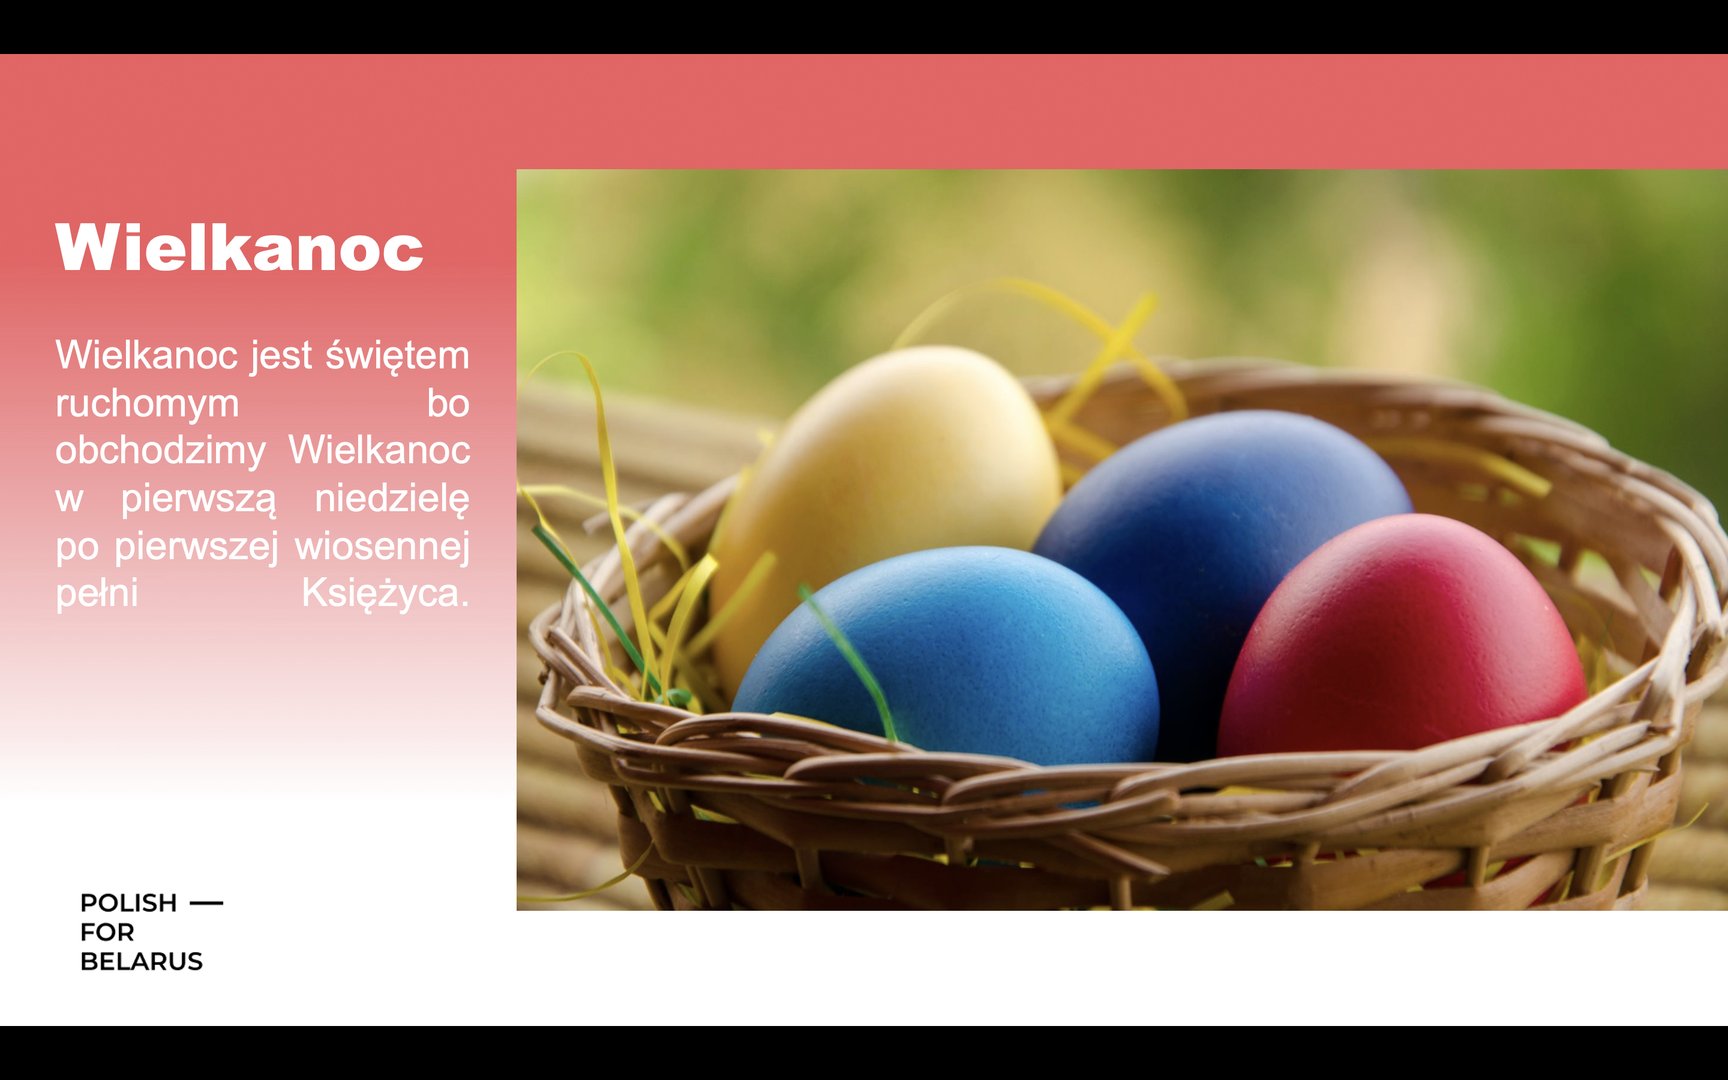 Wielkanoc
Wielkanoc jest świętem
ruchomym bo
obchodzimy Wielkanoc
w pierwszą niedzielę
po pierwszej wiosennej
pełni Księżyca.
POLISH —
FOR
BELARUS